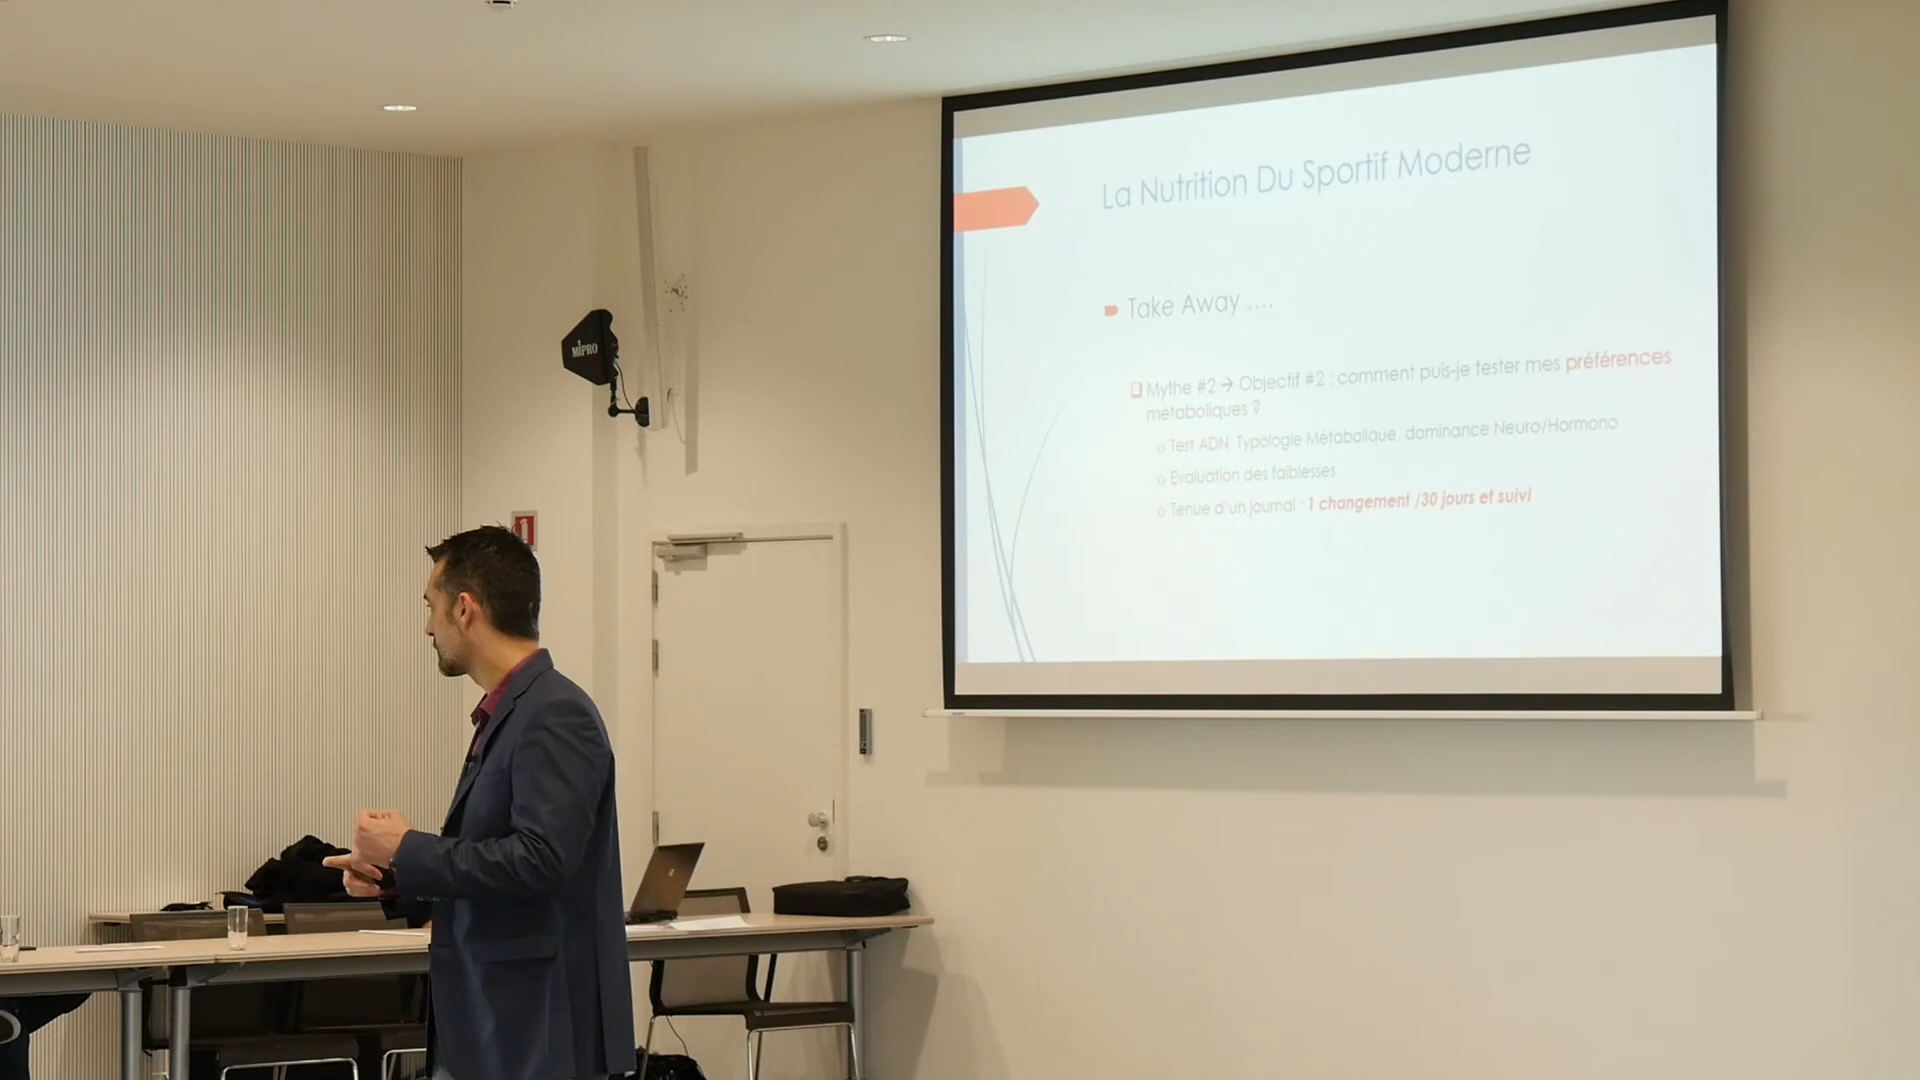 La Nutrition Du Sportif Moderne
Take Away ....
Mythe #2 → Objectif #2 : comment puis-je tester mes préférences
métaboliques ?
o Test ADN, Typologie Métabolique, dominance Neuro/Hormono
o Evaluation des faiblesses
o Tenue d'un journal : 1 changement /30 jours et suivi
MIPRO